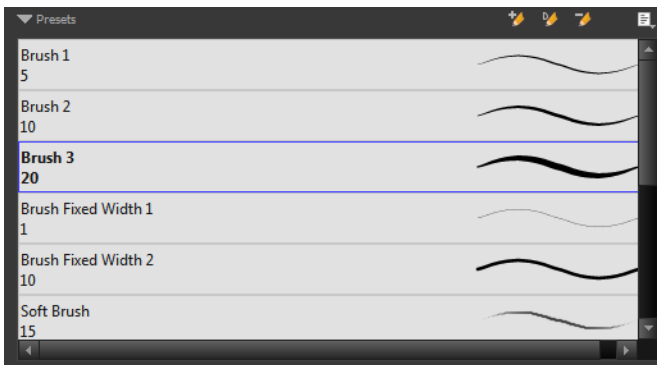 Presets
Brush 1
5
Brush 2
10
Brush 3
20
Brush Fixed Width 1
1
Brush Fixed Width 2
10
Soft Brush
15